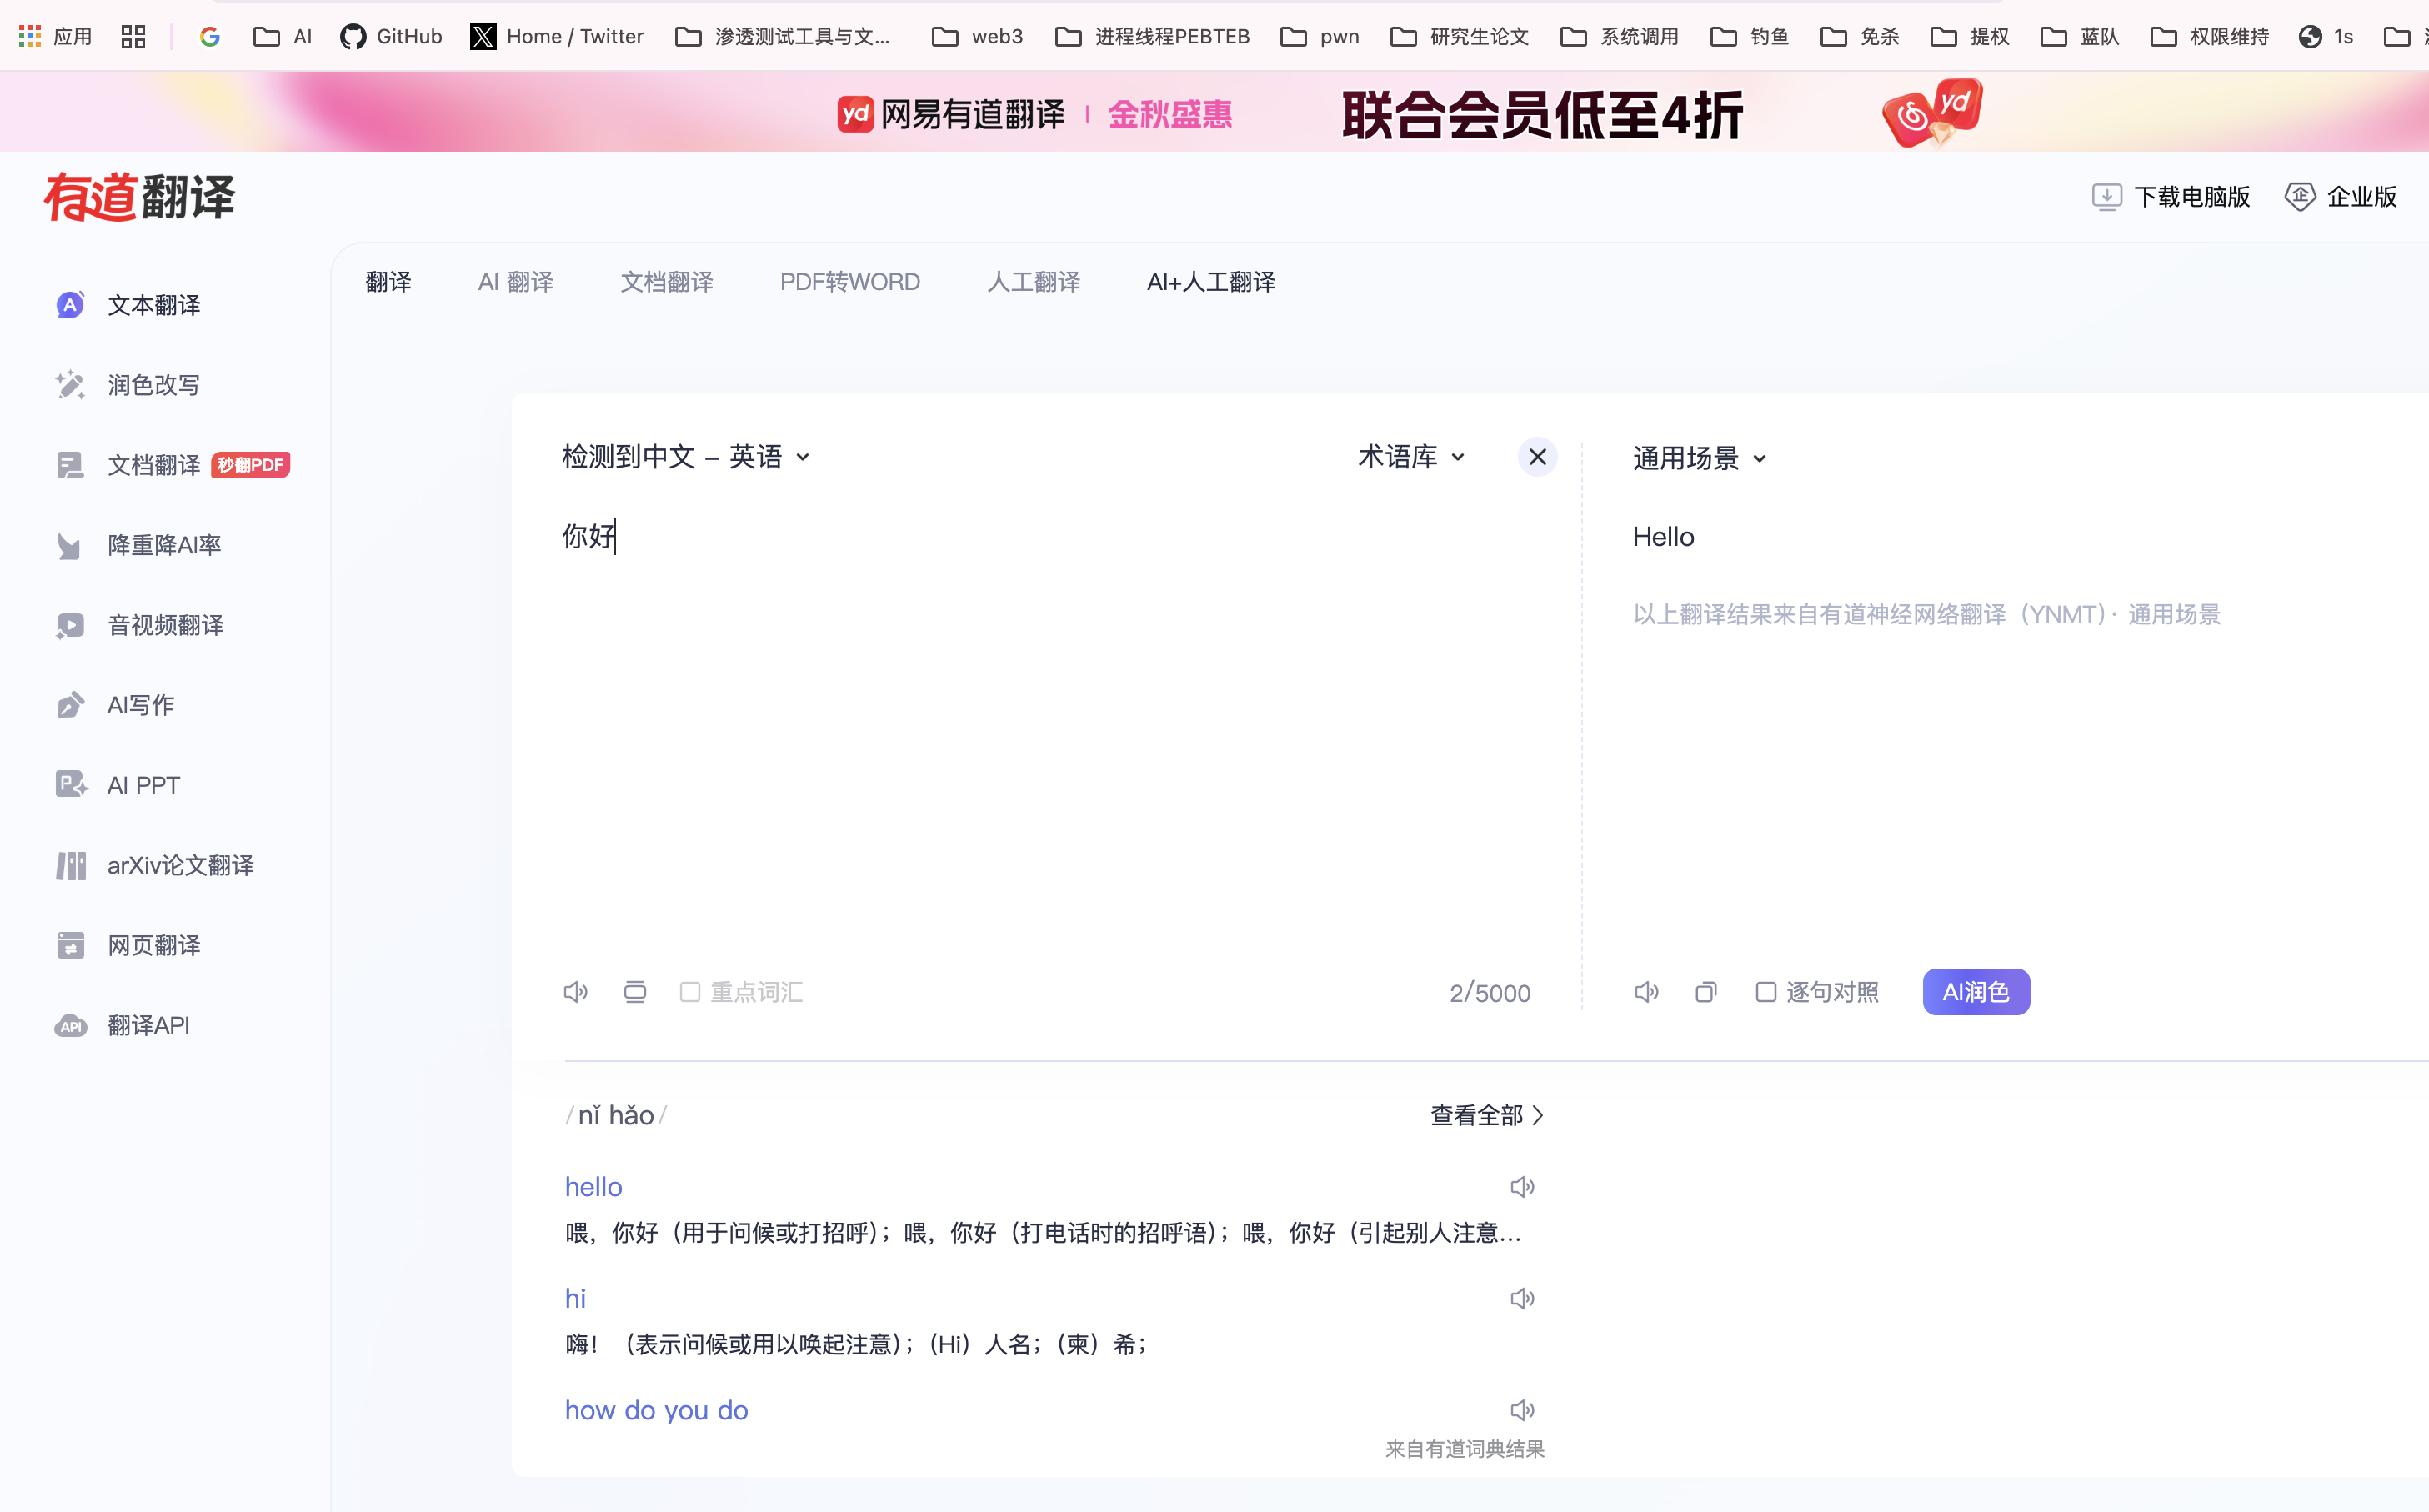 应用 AI GitHub Home / Twitter 渗透测试工具与文... web3 进程线程PEBTEB pwn 研究生论文 系统调用 钓鱼 免杀 提权 蓝队 权限维持 1s
yd 网易有道翻译 金秋盛惠 联合会员低至4折 yd
有道翻译 下载电脑版 企 企业版
翻译 AI 翻译 文档翻译 PDF转WORD 人工翻译 AI+人工翻译
A 文本翻译
润色改写
文档翻译 秒翻PDF
降重降AI率
音视频翻译
AI写作
P AI PPT
arXiv论文翻译
网页翻译
API 翻译API
检测到中文 – 英语 术语库 通用场景
你好 Hello
以上翻译结果来自有道神经网络翻译（YNMT）· 通用场景
重点词汇 2/5000 逐句对照 AI润色
/ nǐ hǎo / 查看全部
hello
喂，你好（用于问候或打招呼）；喂，你好（打电话时的招呼语）；喂，你好（引起别人注意...
hi
嗨！（表示问候或用以唤起注意）；（Hi）人名；（柬）希；
how do you do
来自有道词典结果